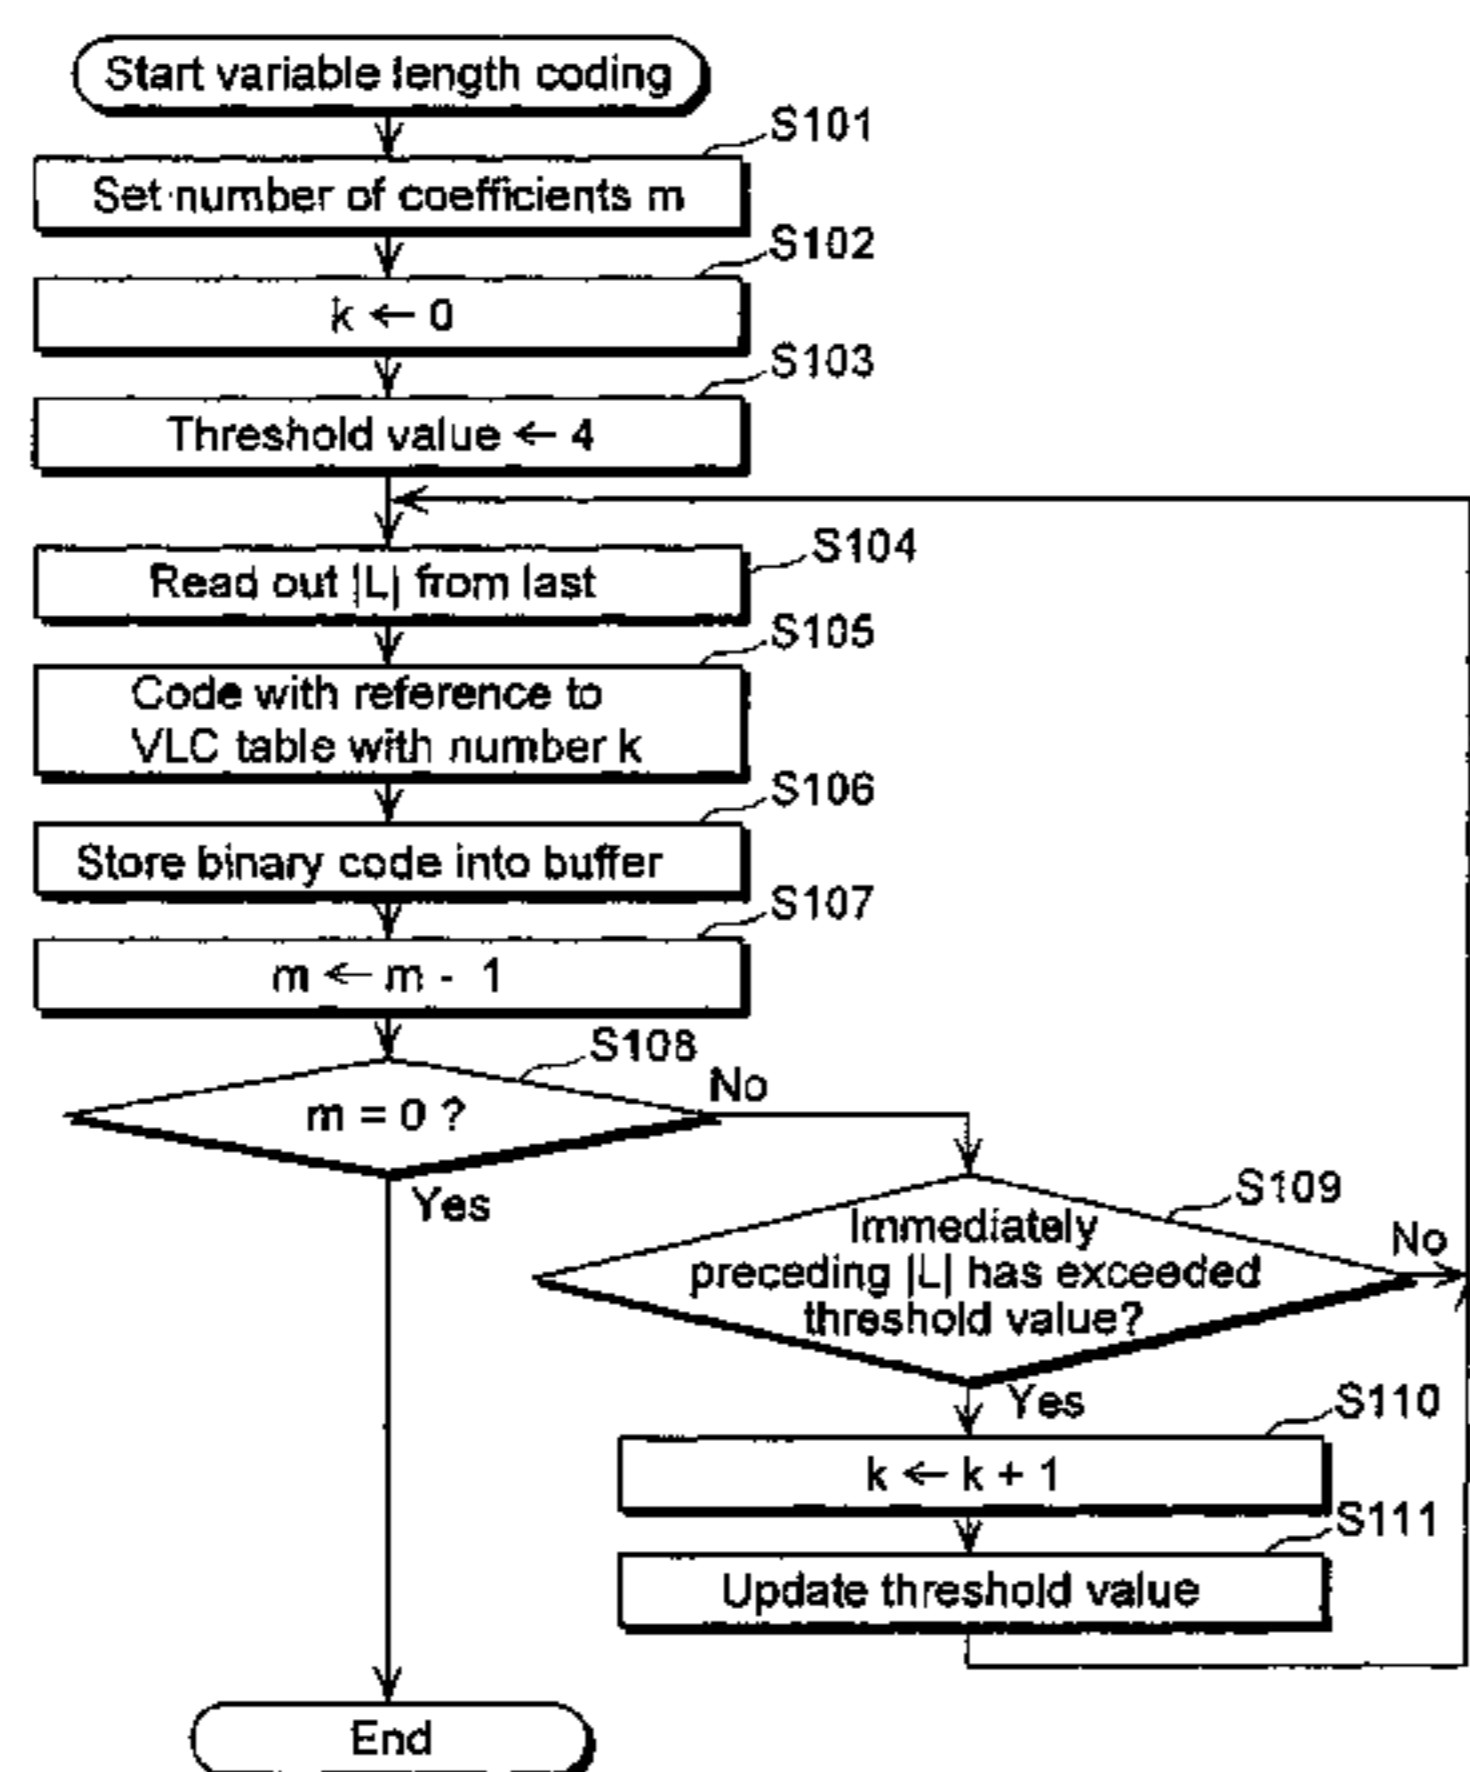 Start variable length coding
S101
Set number of coefficients m
S102
k ← 0
S103
Threshold value ← 4
S104
Read out |L| from last
S105
Code with reference to
VLC table with number k
S106
Store binary code into buffer
S107
m ← m - 1
S108
m = 0 ?
No
Yes
S109
Immediately
preceding |L| has exceeded
threshold value?
No
Yes
S110
k ← k + 1
S111
Update threshold value
End